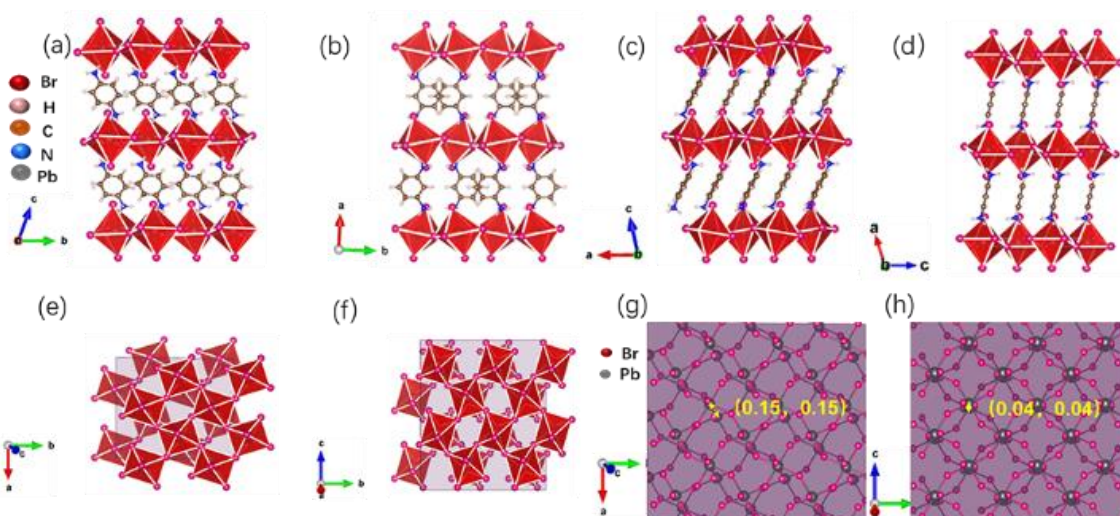 (a)
(b)
(c)
(d)
Br
H
C
N
Pb
c
b
a
b
c
a
b
a
b
c
(e)
(f)
(g)
(h)
Br
Pb
(0.15, 0.15)
(0.04, 0.04)
b
c
a
c
b
c
a
c